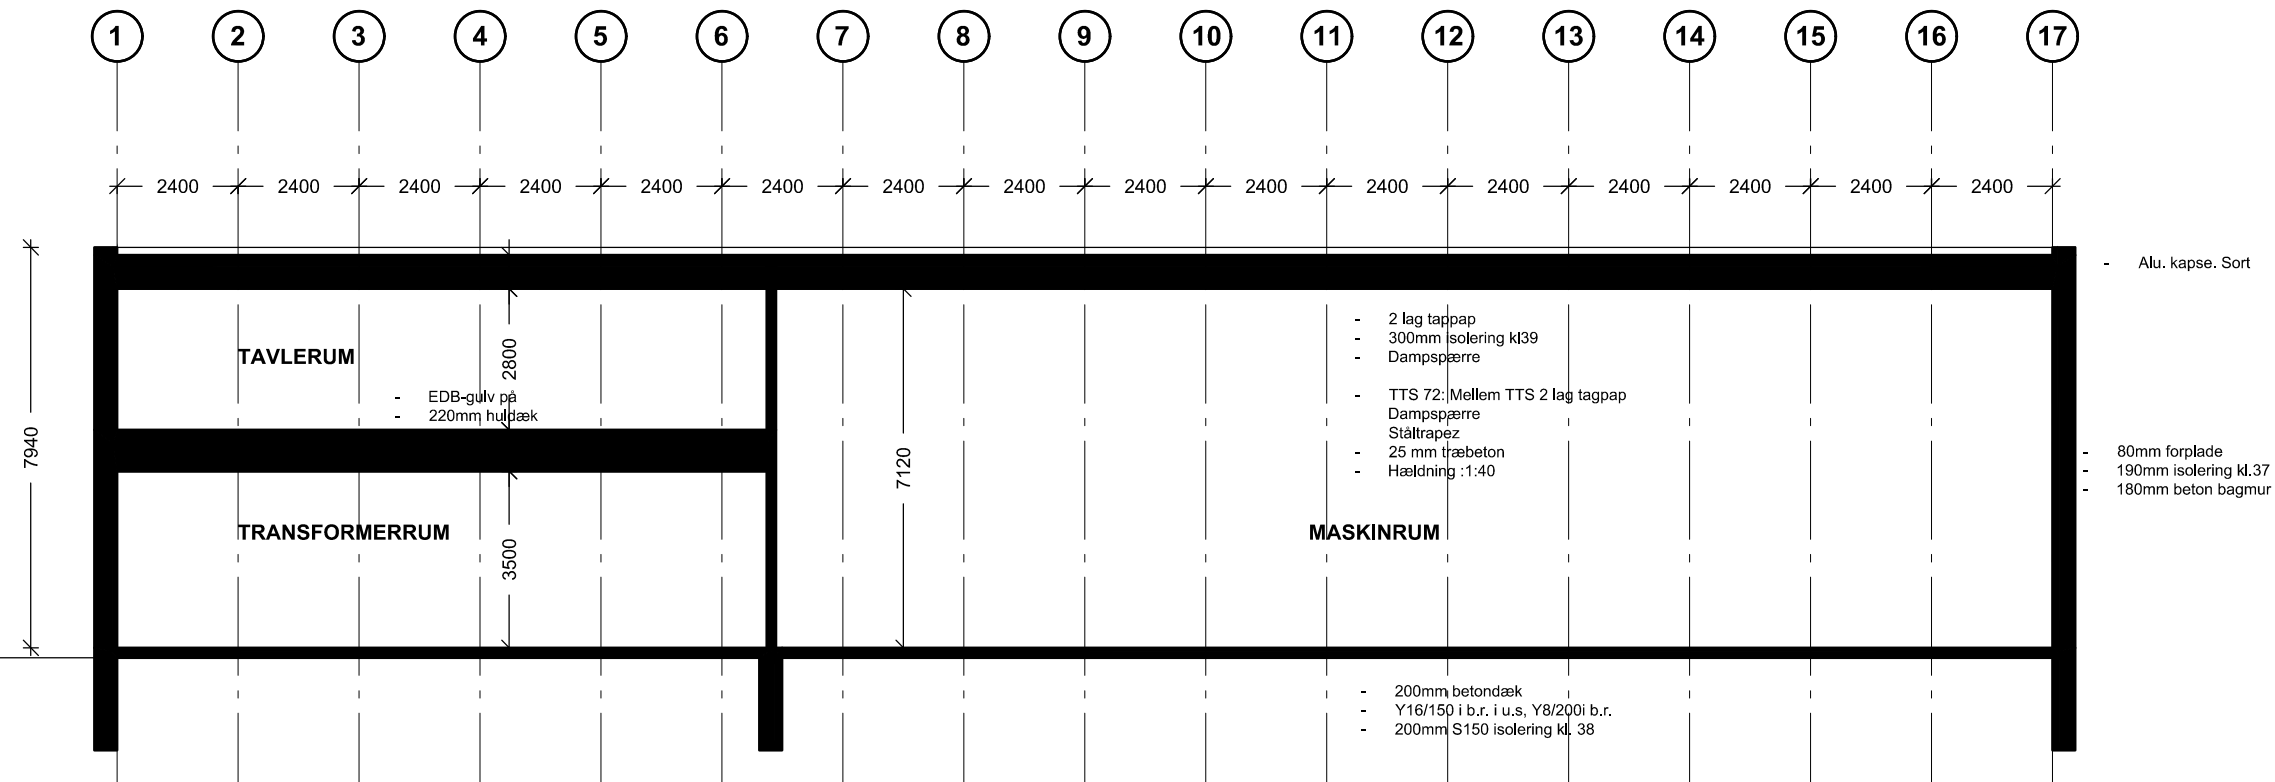 1 2 3 4 5 6 7 8 9 10 11 12 13 14 15 16 17
2400 2400 2400 2400 2400 2400 2400 2400 2400 2400 2400 2400 2400 2400 2400 2400
- Alu. kapse. Sort
- 2 lag tappap
- 300mm isolering kl39
- Dampspærre
TAVLERUM
2800
- EDB-gulv på
- 220mm huldæk
- TTS 72: Mellem TTS 2 lag tagpap
Dampspærre
Ståltrapez
- 25 mm træbeton
- Hældning :1:40
7940
7120
- 80mm forplade
- 190mm isolering kl.37
- 180mm beton bagmur
TRANSFORMERRUM
3500
MASKINRUM
- 200mm betondæk
- Y16/150 i b.r. i u.s, Y8/200i b.r.
- 200mm S150 isolering kl. 38